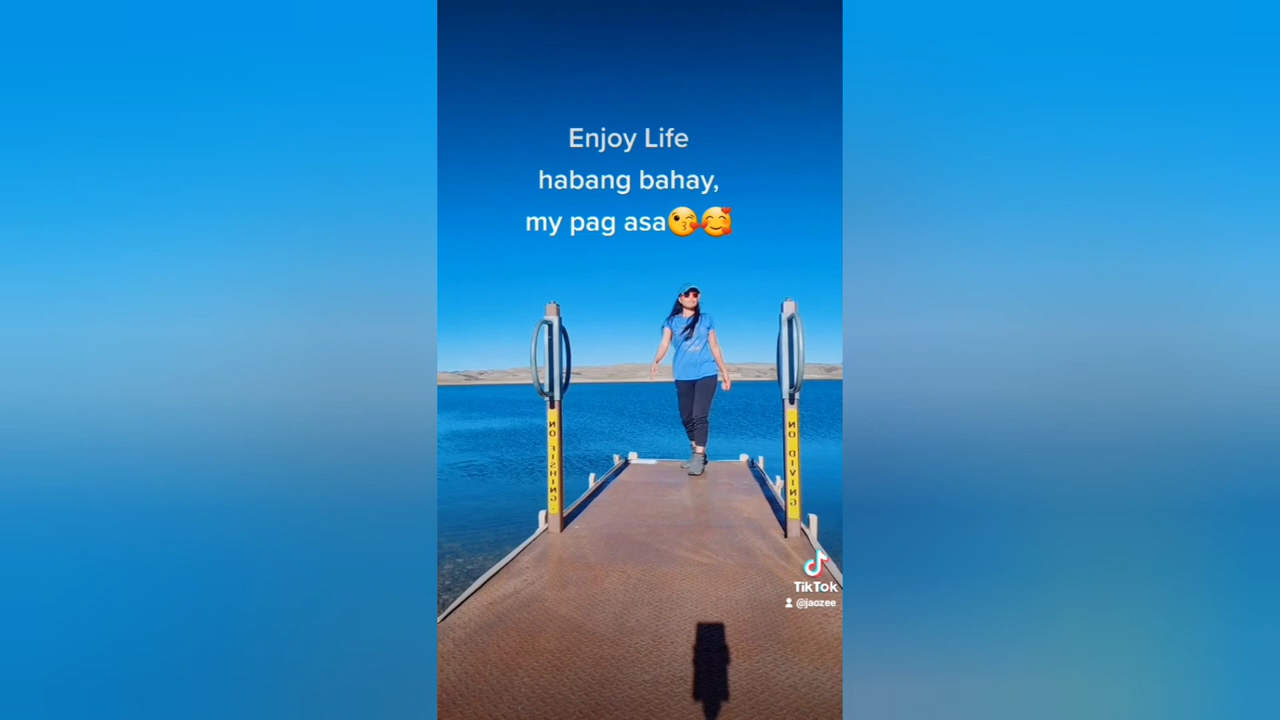 Enjoy Life
habang bahay,
my pag asa😘🥰
NO FISHING
NO DIVING
TikTok
@jaozee